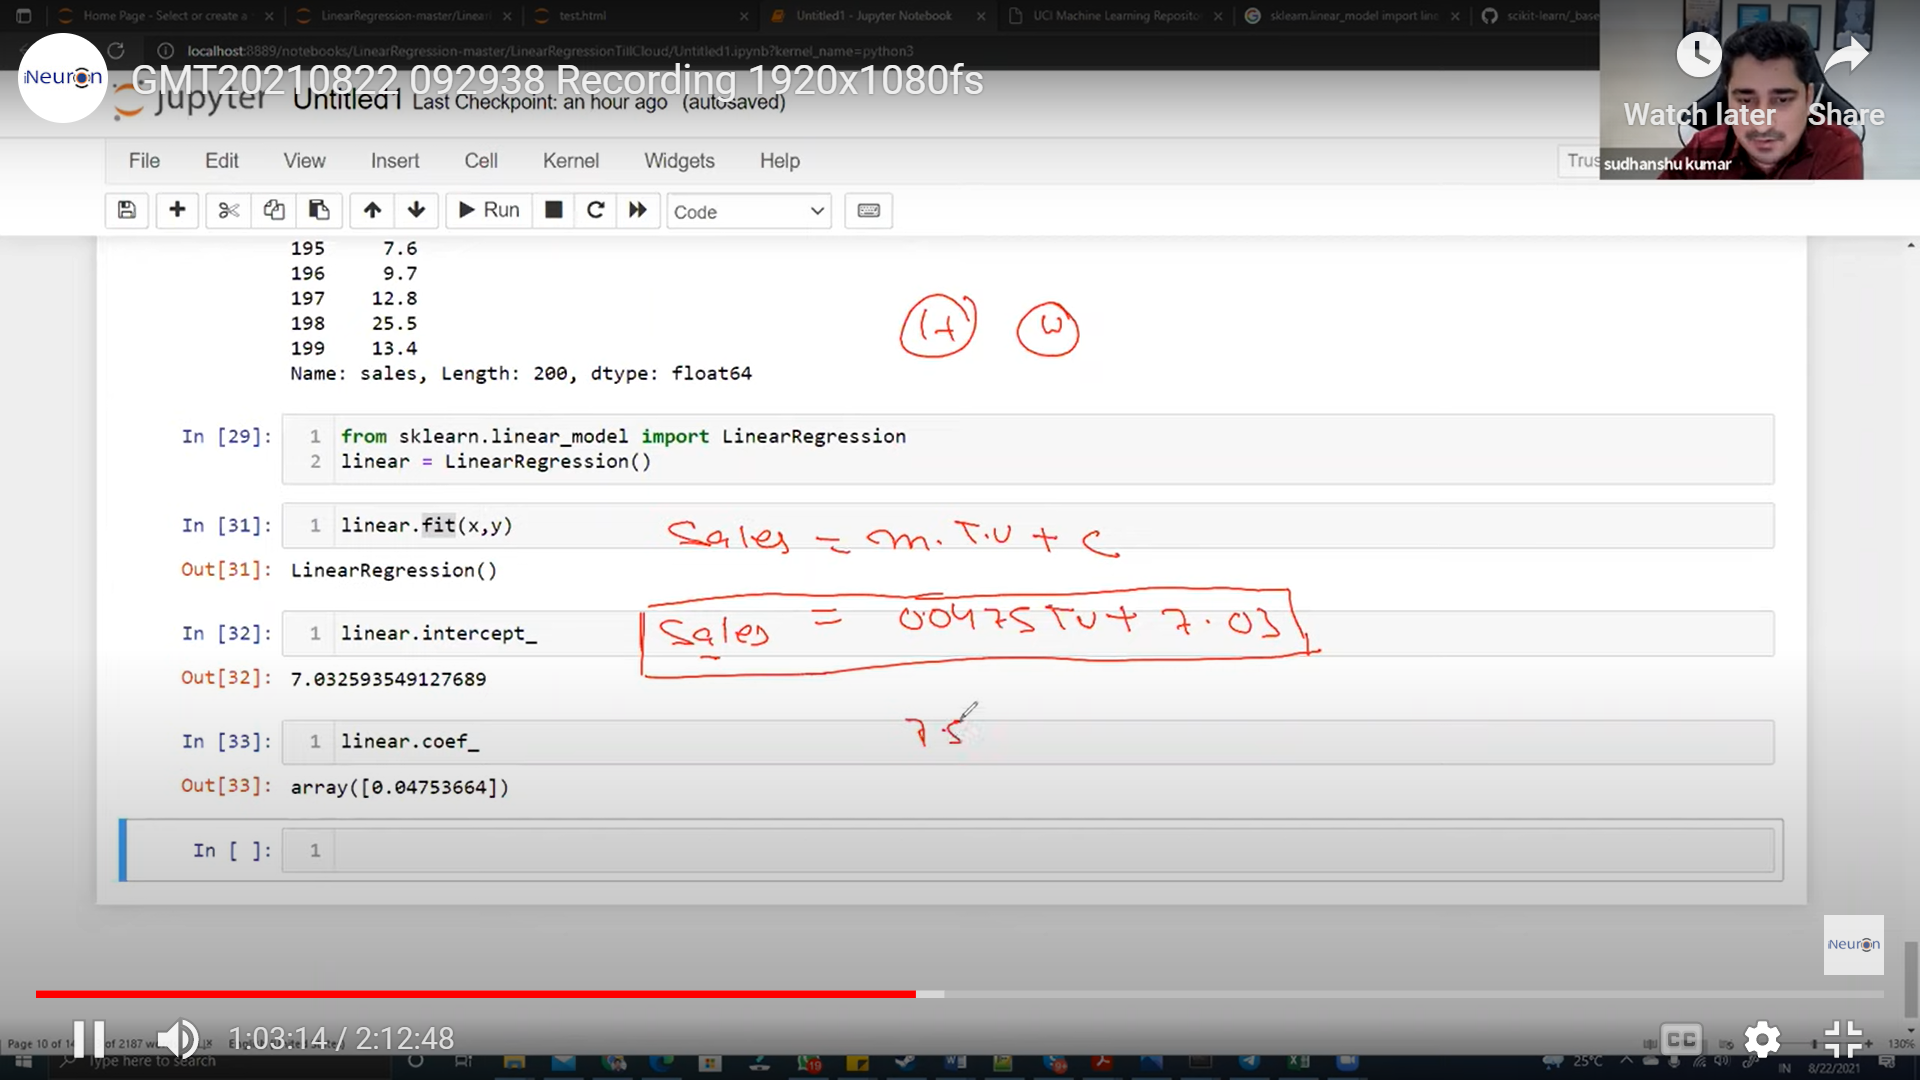 Home Page - Select or create a
LinearRegression-master/Lineari
test.html
Untitled1 - Jupyter Notebook
UCI Machine Learning Reposito
sklearn.linear_model import line
scikit-learn/_base
localhost:8889/notebooks/LinearRegression-master/LinearRegressionTillCloud/Untitled1.ipynb?kernel_name=python3
iNeuron
GMT20210822 092938 Recording 1920x1080fs
Watch later
Share
sudhanshu kumar
jupyter Untitled1 Last Checkpoint: an hour ago (autosaved)
File Edit View Insert Cell Kernel Widgets Help
Trus
Run
Code
195 7.6
196 9.7
197 12.8
198 25.5
199 13.4
Name: sales, Length: 200, dtype: float64
H W
In [29]:
1 from sklearn.linear_model import LinearRegression
2 linear = LinearRegression()
In [31]: 1 linear.fit(x,y)
Sales = m. T.V + c
Out[31]: LinearRegression()
In [32]: 1 linear.intercept_
Sales = 0.0475 TV + 7.03
Out[32]: 7.032593549127689
7.5
In [33]: 1 linear.coef_
Out[33]: array([0.04753664])
In [ ]: 1
iNeuron
1:03:14 / 2:12:48
CC
Page 10 of 14
of 2187 w
130%
Type here to search
19
25°C
IN
8/22/2021